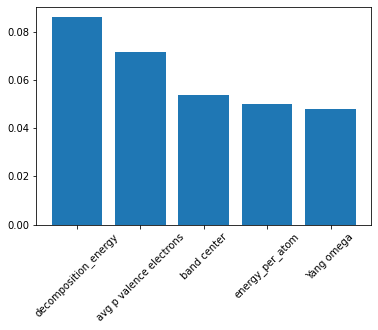 0.08
0.06
0.04
0.02
0.00
decomposition_energy
avg p valence electrons
band center
energy_per_atom
Yang omega